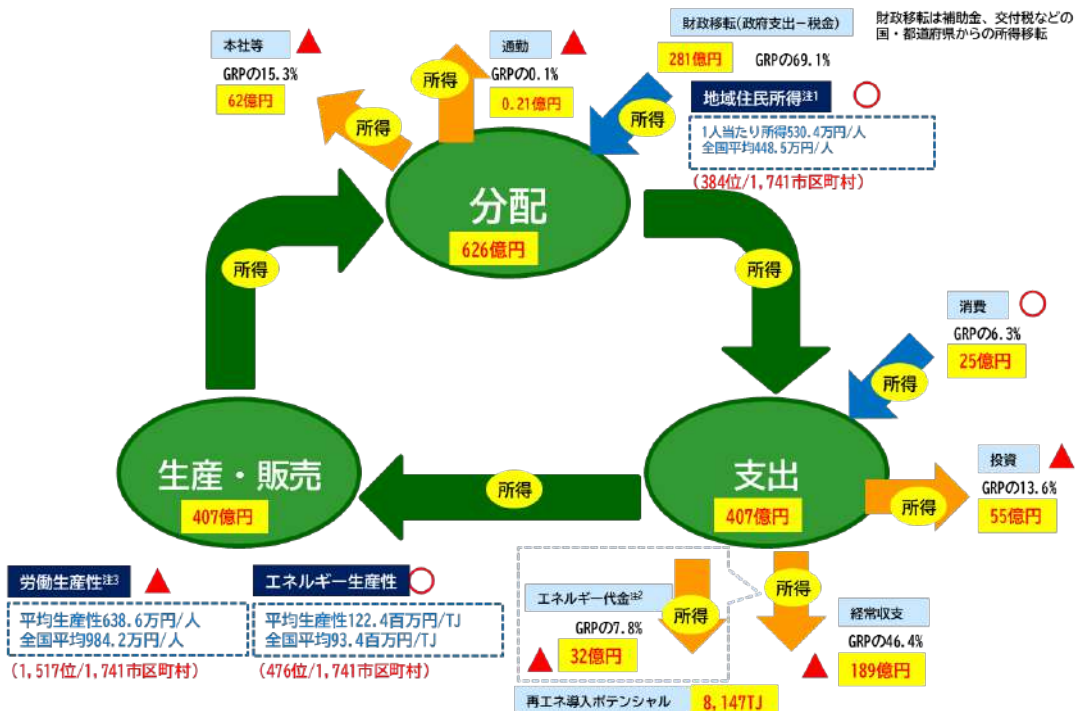 本社等
GRPの15.3%
62億円
通勤
GRPの0.1%
0.21億円
財政移転(政府支出-税金)
281億円 GRPの69.1%
財政移転は補助金、交付税などの
国・都道府県からの所得移転
地域住民所得注1
1人当たり所得530.4万円/人
全国平均448.5万円/人
(384位/1,741市区町村)
所得
所得
所得
分配
626億円
所得
所得
消費
GRPの6.3%
25億円
所得
生産・販売
407億円
所得
支出
407億円
投資
GRPの13.6%
55億円
所得
労働生産性注3
平均生産性638.6万円/人
全国平均984.2万円/人
(1,517位/1,741市区町村)
エネルギー生産性
平均生産性122.4百万円/TJ
全国平均93.4百万円/TJ
(476位/1,741市区町村)
エネルギー代金注2
GRPの7.8%
32億円
所得
所得
経常収支
GRPの46.4%
189億円
再エネ導入ポテンシャル 8,147TJ